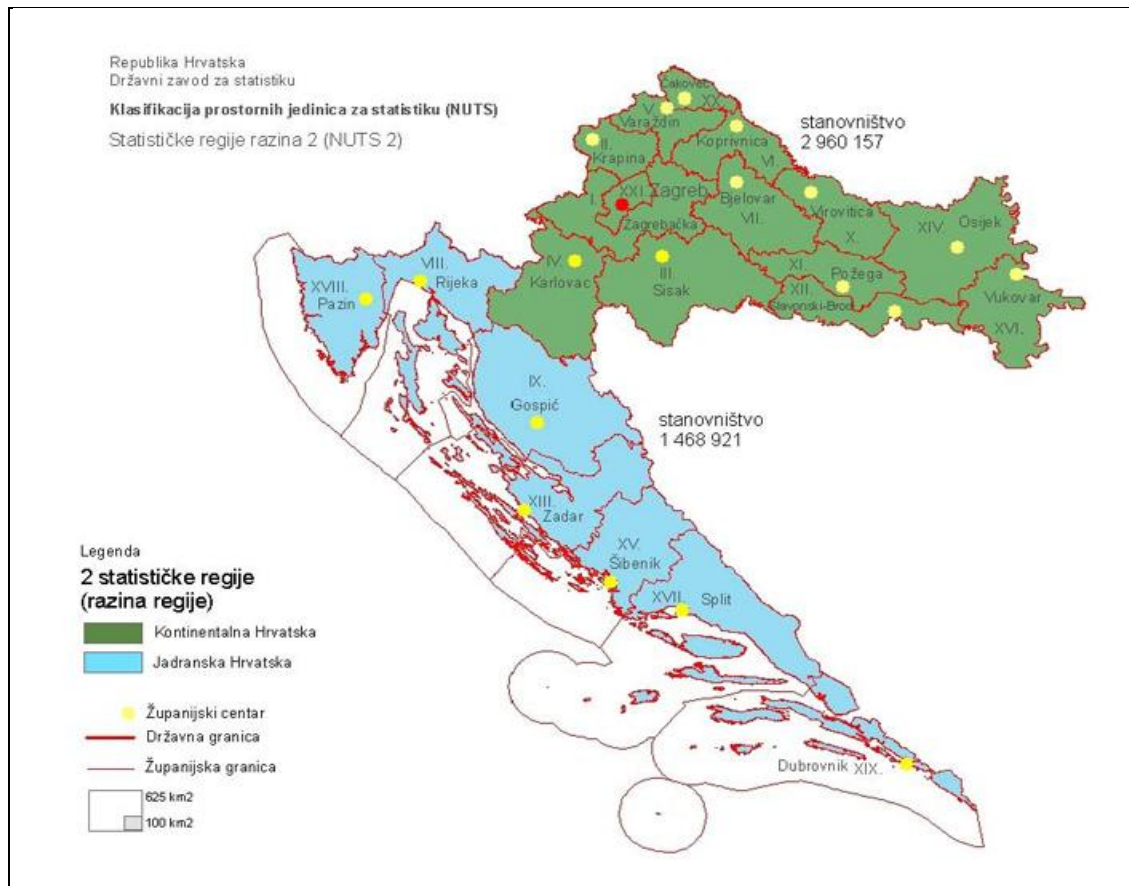 Republika Hrvatska
Državni zavod za statistiku
Klasifikacija prostornih jedinica za statistiku (NUTS)
Statističke regije razina 2 (NUTS 2)
stanovništvo
2 960 157
Čakovec
XX.
V.
Varaždin
II.
Krapina
Koprivnica
VI.
I.
XXI.
Zagreb
Zagrebačka
Bjelovar
VII.
Virovitica
X.
XIV.
Osijek
IV.
Karlovac
III.
Sisak
XI.
Požega
XII.
Slavonski-Brod
Vukovar
XVI.
VIII.
Rijeka
XVIII.
Pazin
IX.
Gospić
stanovništvo
1 468 921
XIII.
Zadar
XV.
Šibenik
XVII.
Split
Dubrovnik XIX.
Legenda
2 statističke regije
(razina regije)
Kontinentalna Hrvatska
Jadranska Hrvatska
Županijski centar
Državna granica
Županijska granica
625 km2
100 km2